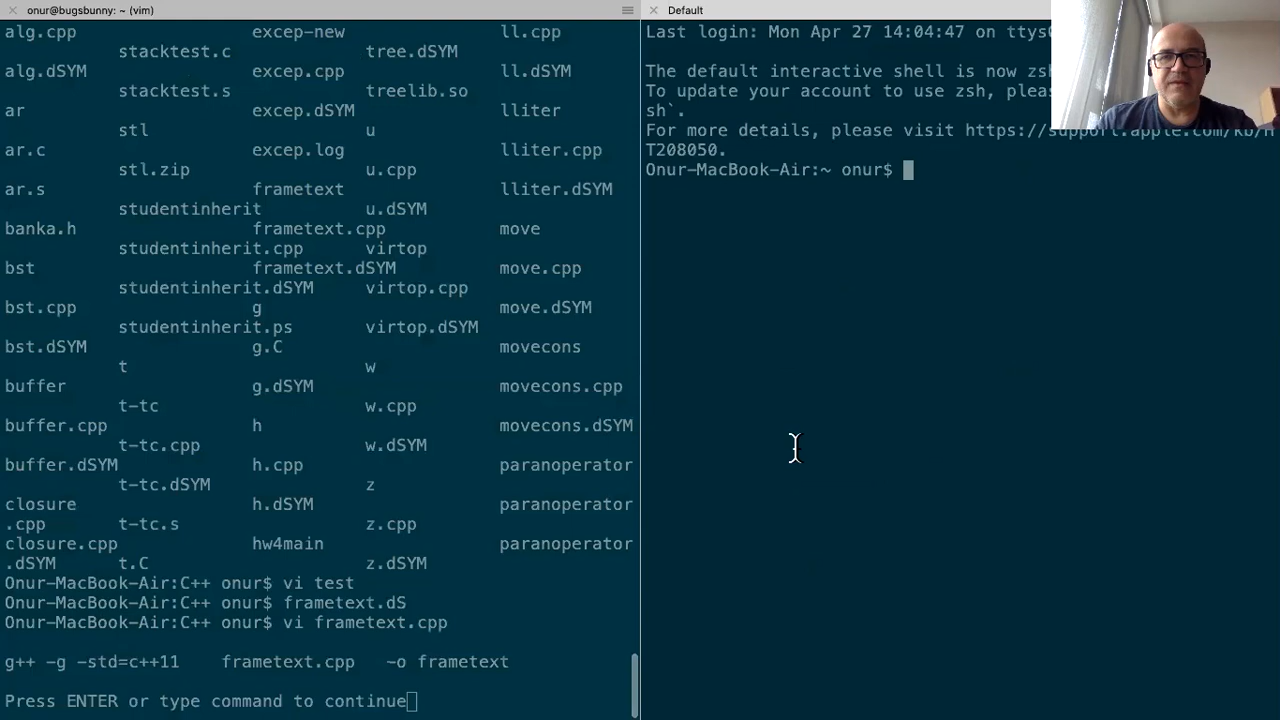 onur@bugsbunny: ~ (vim)
alg.cpp excep-new ll.cpp
stacktest.c tree.dSYM
alg.dSYM excep.cpp ll.dSYM
stacktest.s treelib.so
ar excep.dSYM lliter
stl u
ar.c excep.log lliter.cpp
stl.zip u.cpp
ar.s frametext lliter.dSYM
studentinherit u.dSYM
banka.h frametext.cpp move
studentinherit.cpp virtop
bst frametext.dSYM move.cpp
studentinherit.dSYM virtop.cpp
bst.cpp g move.dSYM
studentinherit.ps virtop.dSYM
bst.dSYM g.C movecons
t w
buffer g.dSYM movecons.cpp
t-tc w.cpp
buffer.cpp h movecons.dSYM
t-tc.cpp w.dSYM
buffer.dSYM h.cpp paranoperator
t-tc.dSYM z
closure h.dSYM paranoperator
.cpp t-tc.s z.cpp
closure.cpp hw4main paranoperator
.dSYM t.C z.dSYM
Onur-MacBook-Air:C++ onur$ vi test
Onur-MacBook-Air:C++ onur$ frametext.dS
Onur-MacBook-Air:C++ onur$ vi frametext.cpp
g++ -g -std=c++11 frametext.cpp -o frametext
Press ENTER or type command to continue
Default
Last login: Mon Apr 27 14:04:47 on
The default interactive shell is now
To update your account to use zsh,
sh`.
For more details, please visit https://support.apple.com/kb/H
T208050.
Onur-MacBook-Air:~ onur$